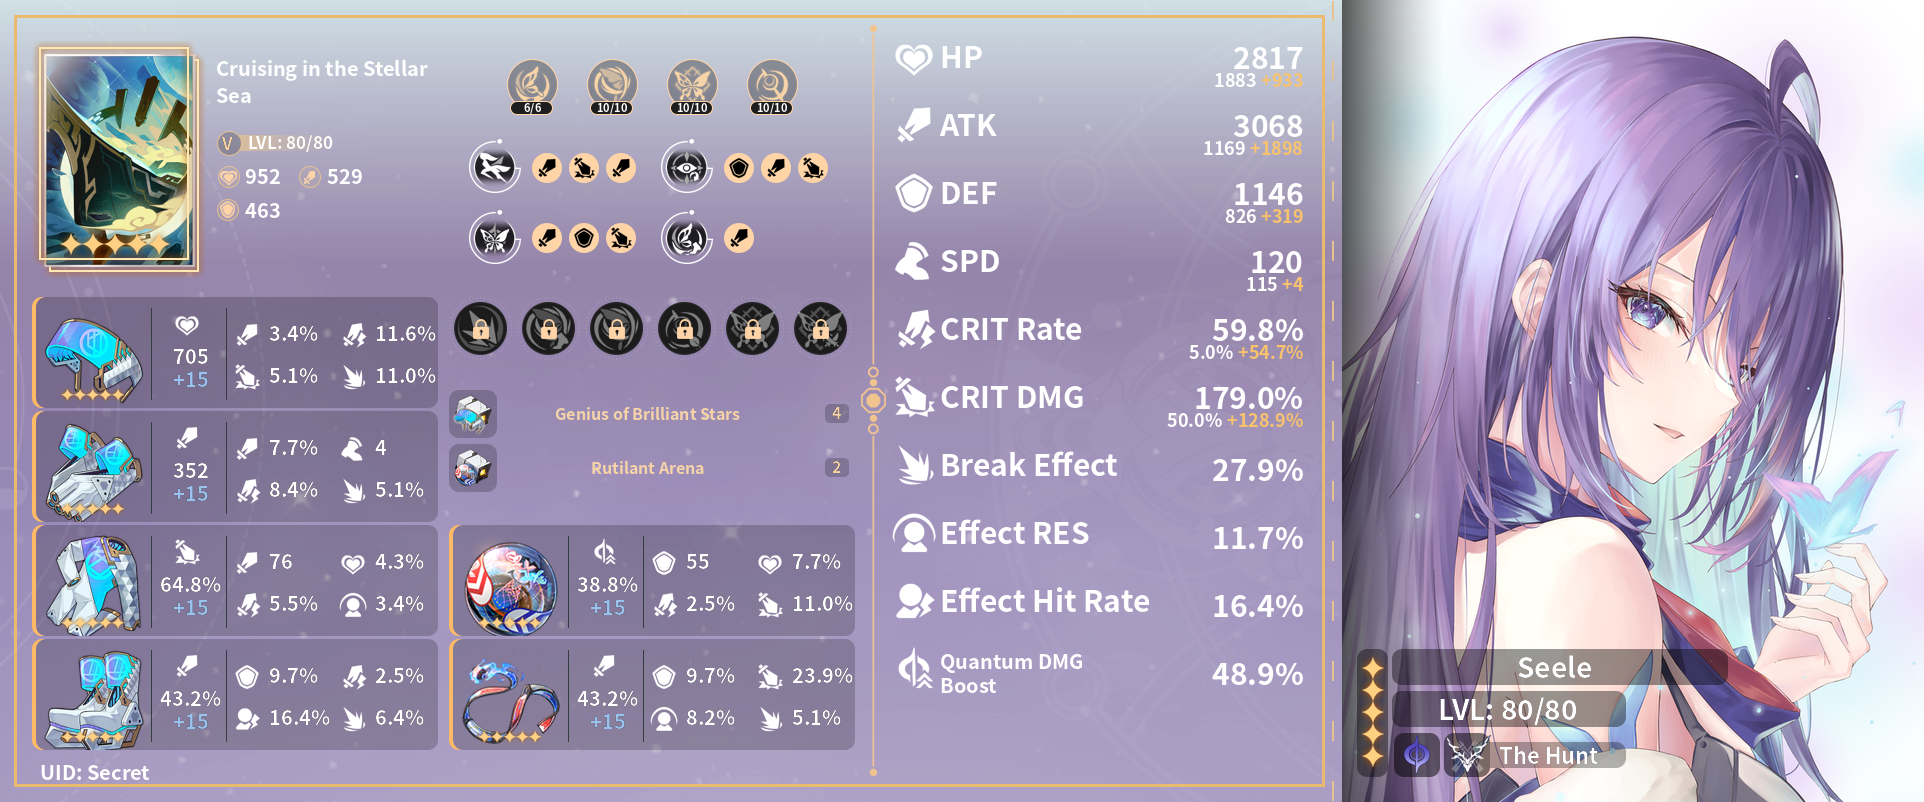 Cruising in the Stellar
Sea
V LVL: 80/80
952 529
463
6/6 10/10 10/10 10/10
705
+15
3.4% 11.6%
5.1% 11.0%
352
+15
7.7% 4
8.4% 5.1%
64.8%
+15
76 4.3%
5.5% 3.4%
43.2%
+15
9.7% 2.5%
16.4% 6.4%
Genius of Brilliant Stars 4
Rutilant Arena 2
38.8%
+15
55 7.7%
2.5% 11.0%
43.2%
+15
9.7% 23.9%
8.2% 5.1%
UID: Secret
HP 2817
1883 +933
ATK 3068
1169 +1898
DEF 1146
826 +319
SPD 120
115 +4
CRIT Rate 59.8%
5.0% +54.7%
CRIT DMG 179.0%
50.0% +128.9%
Break Effect 27.9%
Effect RES 11.7%
Effect Hit Rate 16.4%
Quantum DMG
Boost 48.9%
Seele
LVL: 80/80
The Hunt